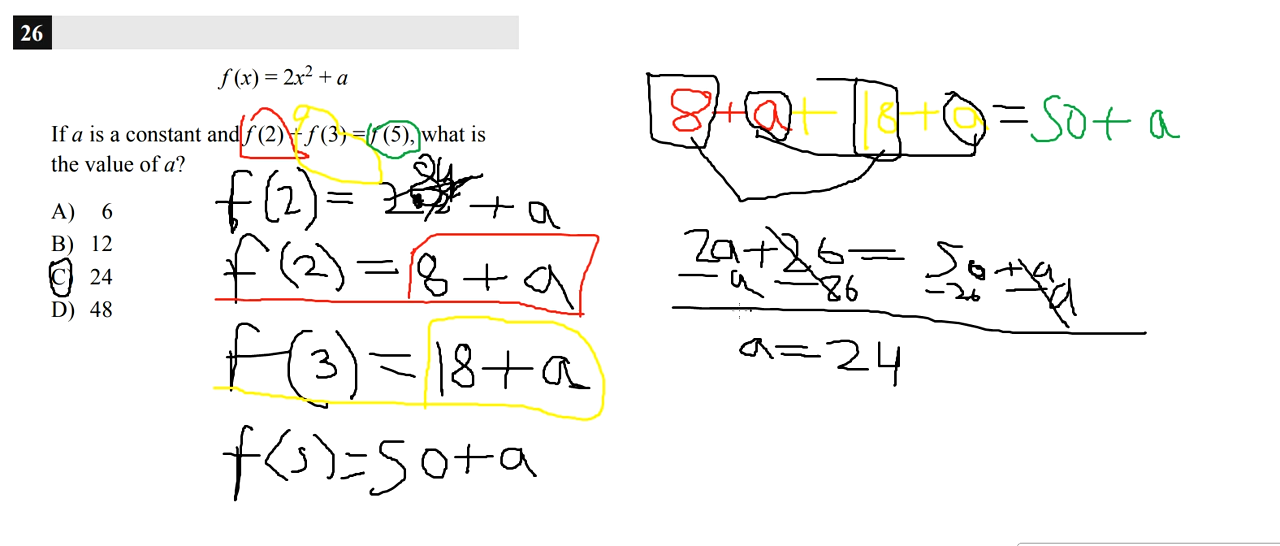 26
f(x) = 2x² + a
If a is a constant and f(2) + f(3) = f(5), what is
the value of a?
A) 6
B) 12
C) 24
D) 48
f(2) = + a
f(2) = 8 + a
f(3) = 18 + a
f(5) = 50 + a
8 + a + 18 + a = 50 + a
2a + 26 = 50 + a
- a - 26 - 26 - a
a = 24